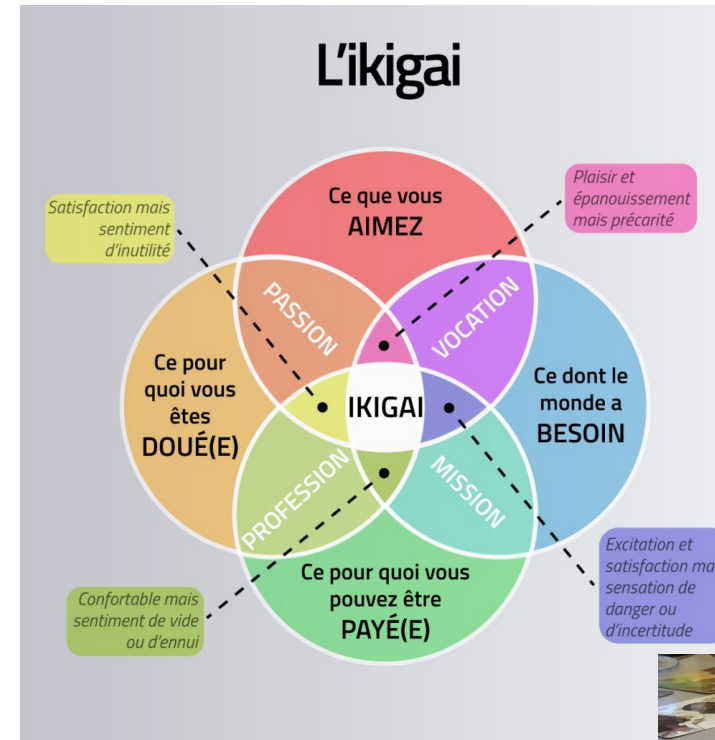 L'ikigai
Ce que vous
AIMEZ
Satisfaction mais
sentiment
d'inutilité
Plaisir et
épanouissement
mais précarité
PASSION
VOCATION
Ce pour
quoi vous
êtes
DOUÉ(E)
IKIGAI
Ce dont le
monde a
BESOIN
PROFESSION
MISSION
Ce pour quoi vous
pouvez être
PAYÉ(E)
Confortable mais
sentiment de vide
ou d'ennui
Excitation et
satisfaction ma
sensation de
danger ou
d'incertitude